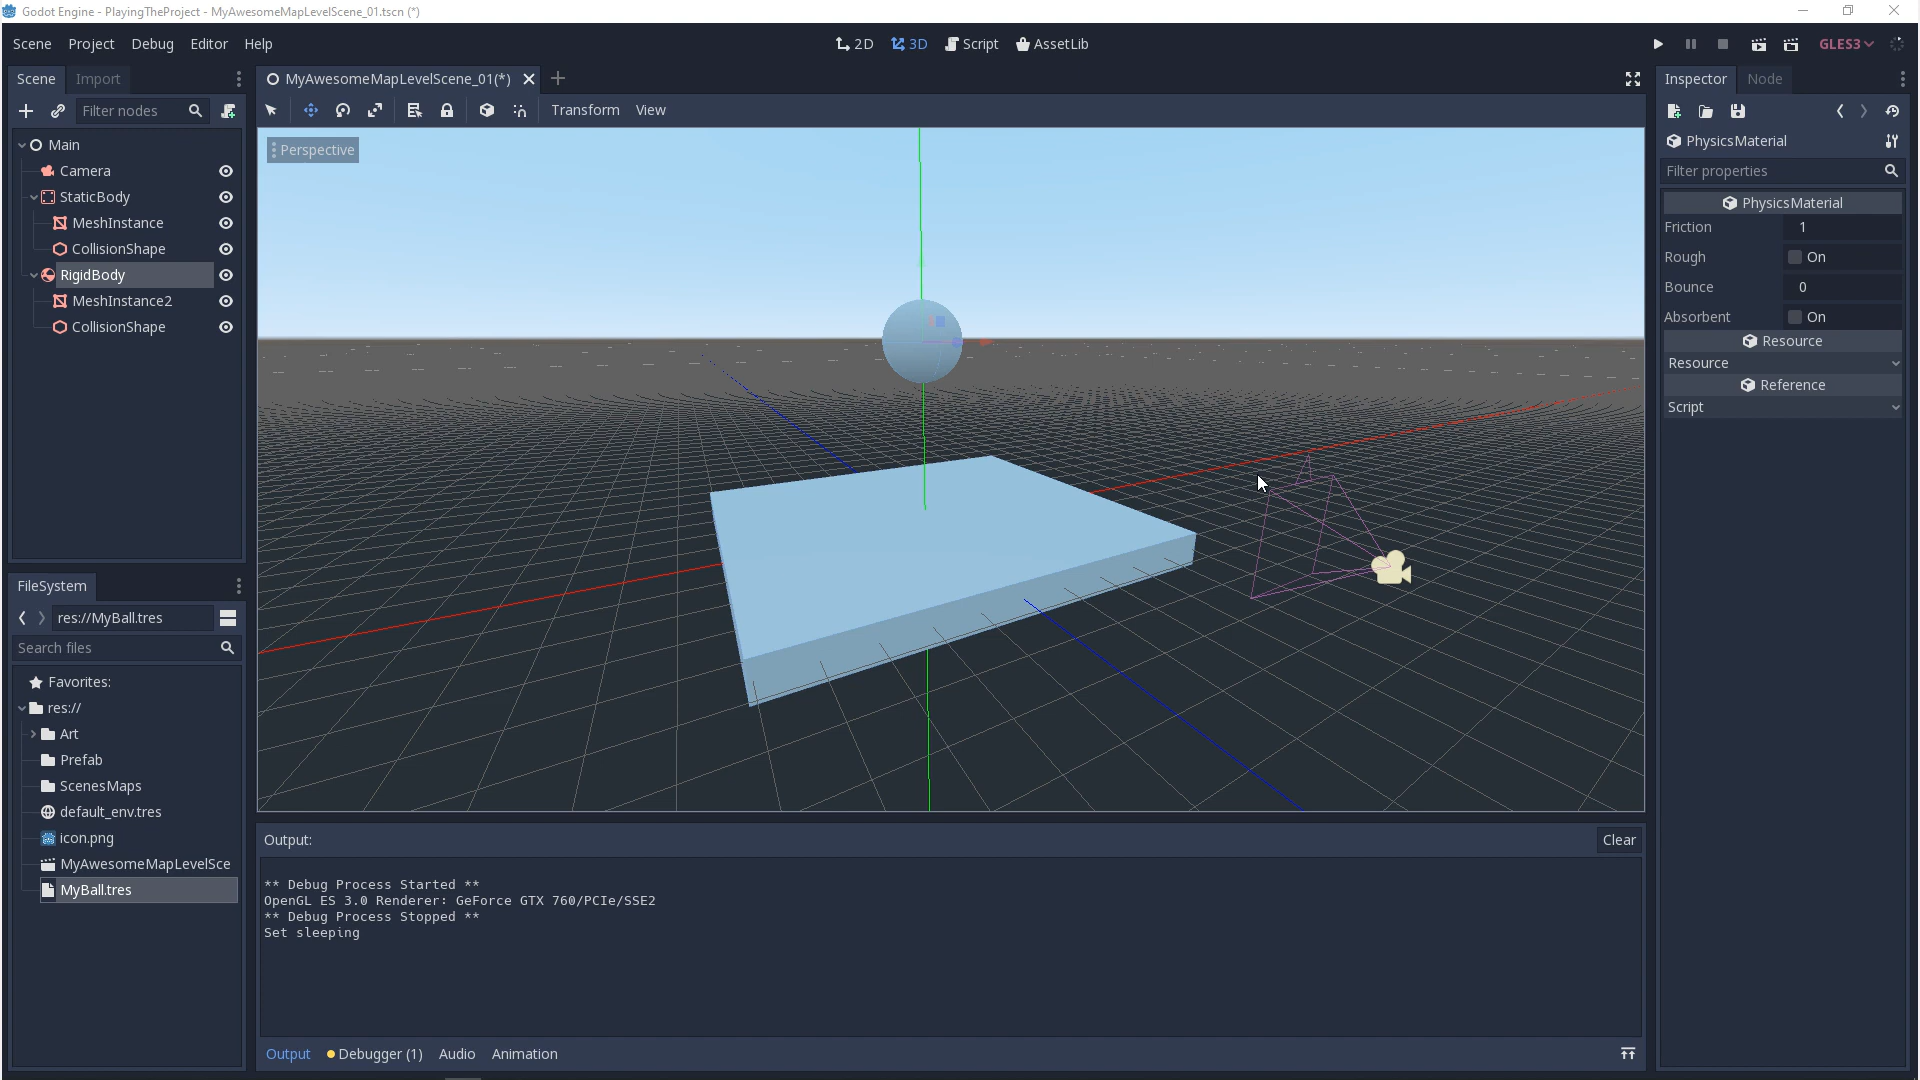 Godot Engine - PlayingTheProject - MyAwesomeMapLevelScene_01.tscn (*)
Scene Project Debug Editor Help
2D 3D Script AssetLib
GLES3
Scene Import
MyAwesomeMapLevelScene_01(*)
Inspector Node
Filter nodes
Transform View
Main
Camera
StaticBody
MeshInstance
CollisionShape
RigidBody
MeshInstance2
CollisionShape
Perspective
PhysicsMaterial
Filter properties
PhysicsMaterial
Friction 1
Rough On
Bounce 0
Absorbent On
Resource
Resource
Reference
Script
FileSystem
res://MyBall.tres
Search files
Favorites:
res://
Art
Prefab
ScenesMaps
default_env.tres
icon.png
MyAwesomeMapLevelSce
MyBall.tres
Output:
Clear
** Debug Process Started **
OpenGL ES 3.0 Renderer: GeForce GTX 760/PCIe/SSE2
** Debug Process Stopped **
Set sleeping
Output Debugger (1) Audio Animation